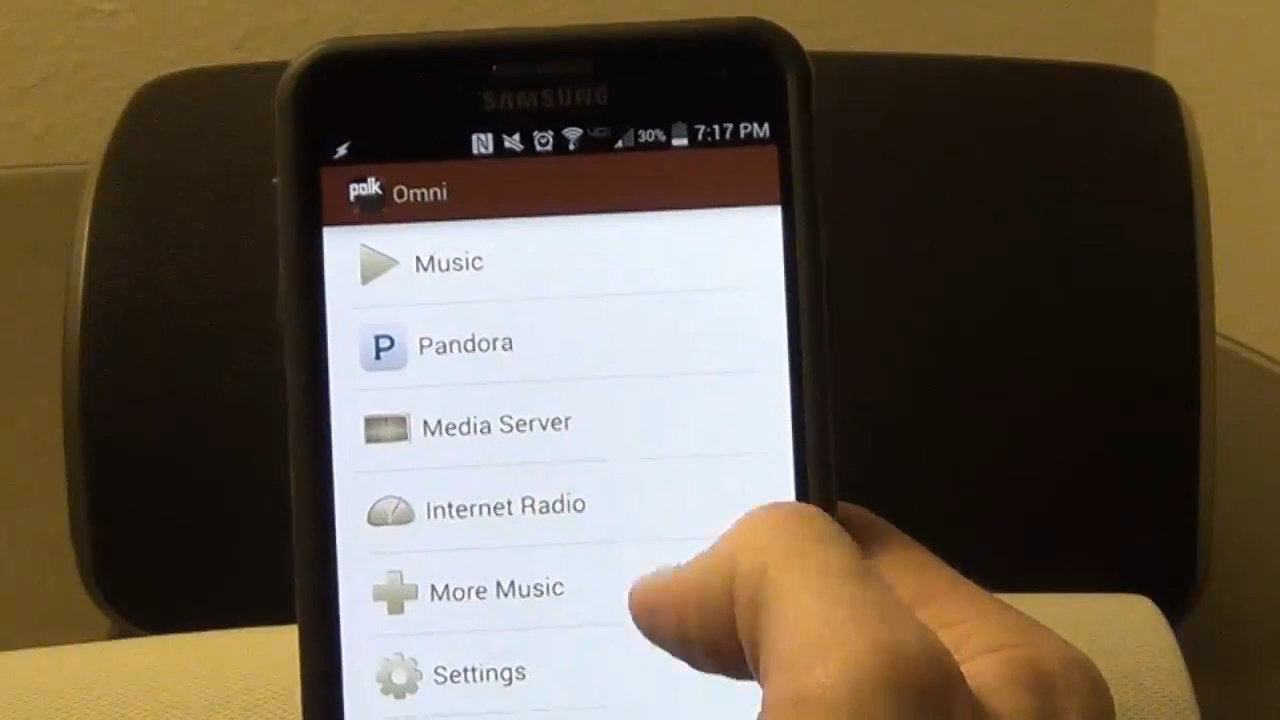 SAMSUNG
30% 7:17 PM
polk Omni
Music
P Pandora
Media Server
Internet Radio
More Music
Settings